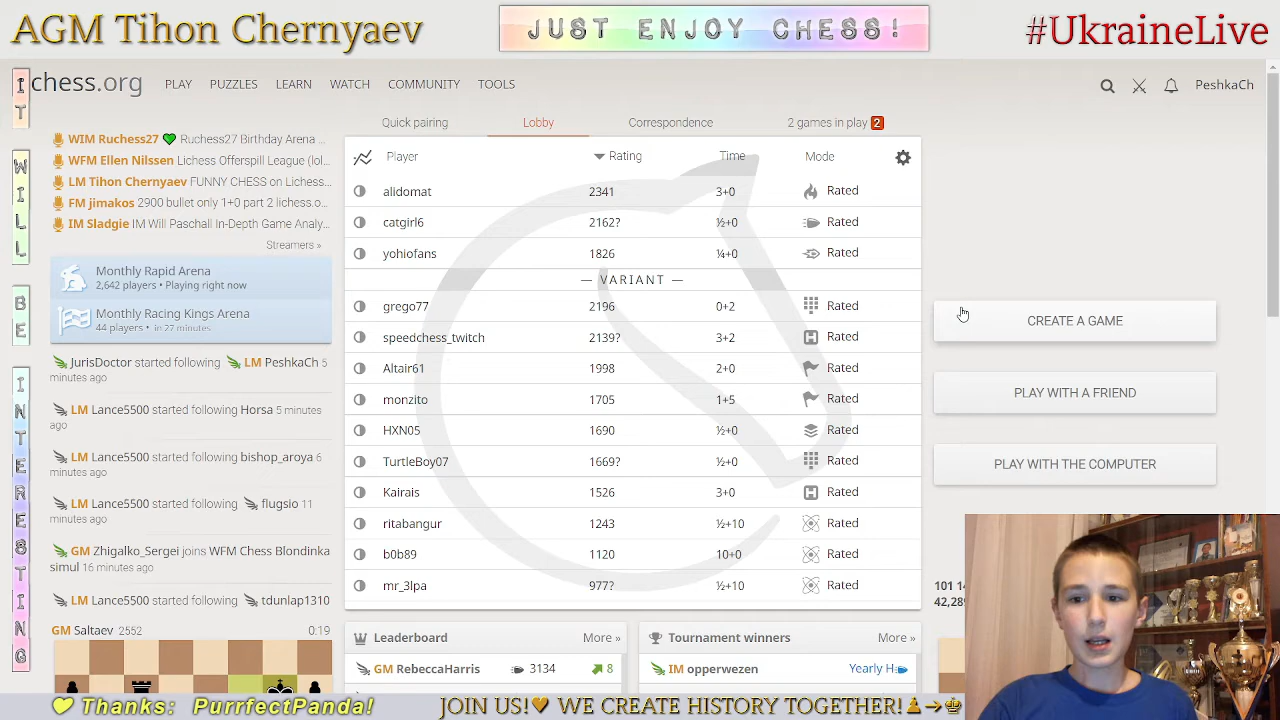 AGM Tihon Chernyaev
JUST ENJOY CHESS!
#UkraineLive
IT WILL BE INTERESTING
chess.org
PLAY PUZZLES LEARN WATCH COMMUNITY TOOLS
PeshkaCh
WIM Ruchess27 💚 Ruchess27 Birthday Arena ...
WFM Ellen Nilssen Lichess Offerspill League (lol...
LM Tihon Chernyaev FUNNY CHESS on Lichess...
FM jimakos 2900 bullet only 1+0 part 2 lichess o...
IM Sladgie IM Will Paschall In-Depth Game Analy...
Streamers »
Monthly Rapid Arena
2,642 players • Playing right now
Monthly Racing Kings Arena
44 players • in 27 minutes
JurisDoctor started following LM PeshkaCh 5
minutes ago
LM Lance5500 started following Horsa 5 minutes
ago
LM Lance5500 started following bishop_aroya 6
minutes ago
LM Lance5500 started following flugsio 11
minutes ago
GM Zhigalko_Sergei joins WFM Chess Blondinka
simul 16 minutes ago
LM Lance5500 started following tdunlap1310
GM Saltaev 2552 0:19
Quick pairing Lobby Correspondence 2 games in play 2
Player Rating Time Mode
alidomat 2341 3+0 Rated
catgirl6 2162? ½+0 Rated
yohiofans 1826 ¼+0 Rated
— VARIANT —
grego77 2196 0+2 Rated
speedchess_twitch 2139? 3+2 Rated
Altair61 1998 2+0 Rated
monzito 1705 1+5 Rated
HXN05 1690 ½+0 Rated
TurtleBoy07 1669? ½+0 Rated
Kairais 1526 3+0 Rated
ritabangur 1243 ½+10 Rated
b0b89 1120 10+0 Rated
mr_3lpa 977? ½+10 Rated
Leaderboard More »
GM RebeccaHarris 3134 8
Tournament winners More »
IM opperwezen Yearly H
CREATE A GAME
PLAY WITH A FRIEND
PLAY WITH THE COMPUTER
101 14
42,289
Thanks: PurrfectPanda!
JOIN US! WE CREATE HISTORY TOGETHER!